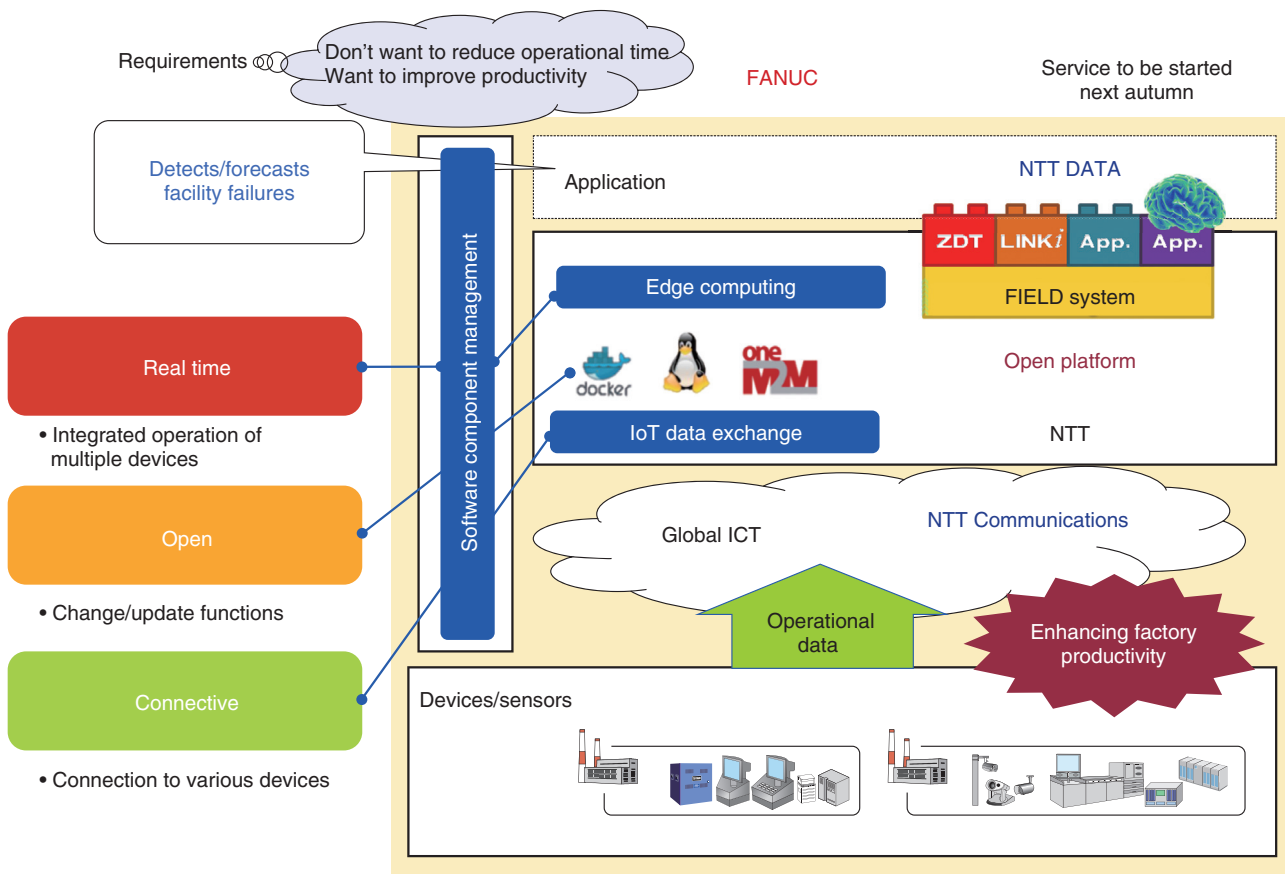 Requirements
Don’t want to reduce operational time
Want to improve productivity
FANUC
Service to be started
next autumn
Detects/forecasts
facility failures
Application
NTT DATA
ZDT
LINKi
App.
App.
FIELD system
Software component management
Edge computing
docker
one
M2M
Open platform
IoT data exchange
NTT
Real time
• Integrated operation of
multiple devices
Open
• Change/update functions
Connective
• Connection to various devices
Global ICT
NTT Communications
Operational
data
Enhancing factory
productivity
Devices/sensors